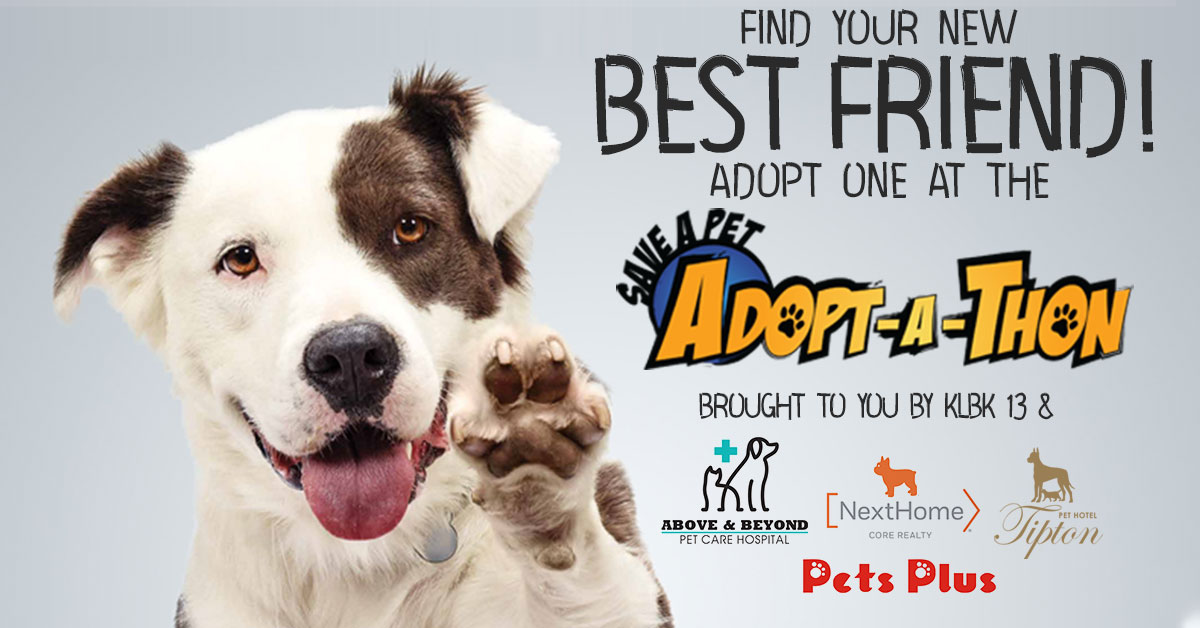 FIND YOUR NEW
BEST FRIEND!
ADOPT ONE AT THE
SAVE A PET
ADOPT-A-THON
BROUGHT TO YOU BY KLBK 13 &
ABOVE & BEYOND
PET CARE HOSPITAL
NextHome
CORE REALTY
PET HOTEL
Tipton
Pets Plus